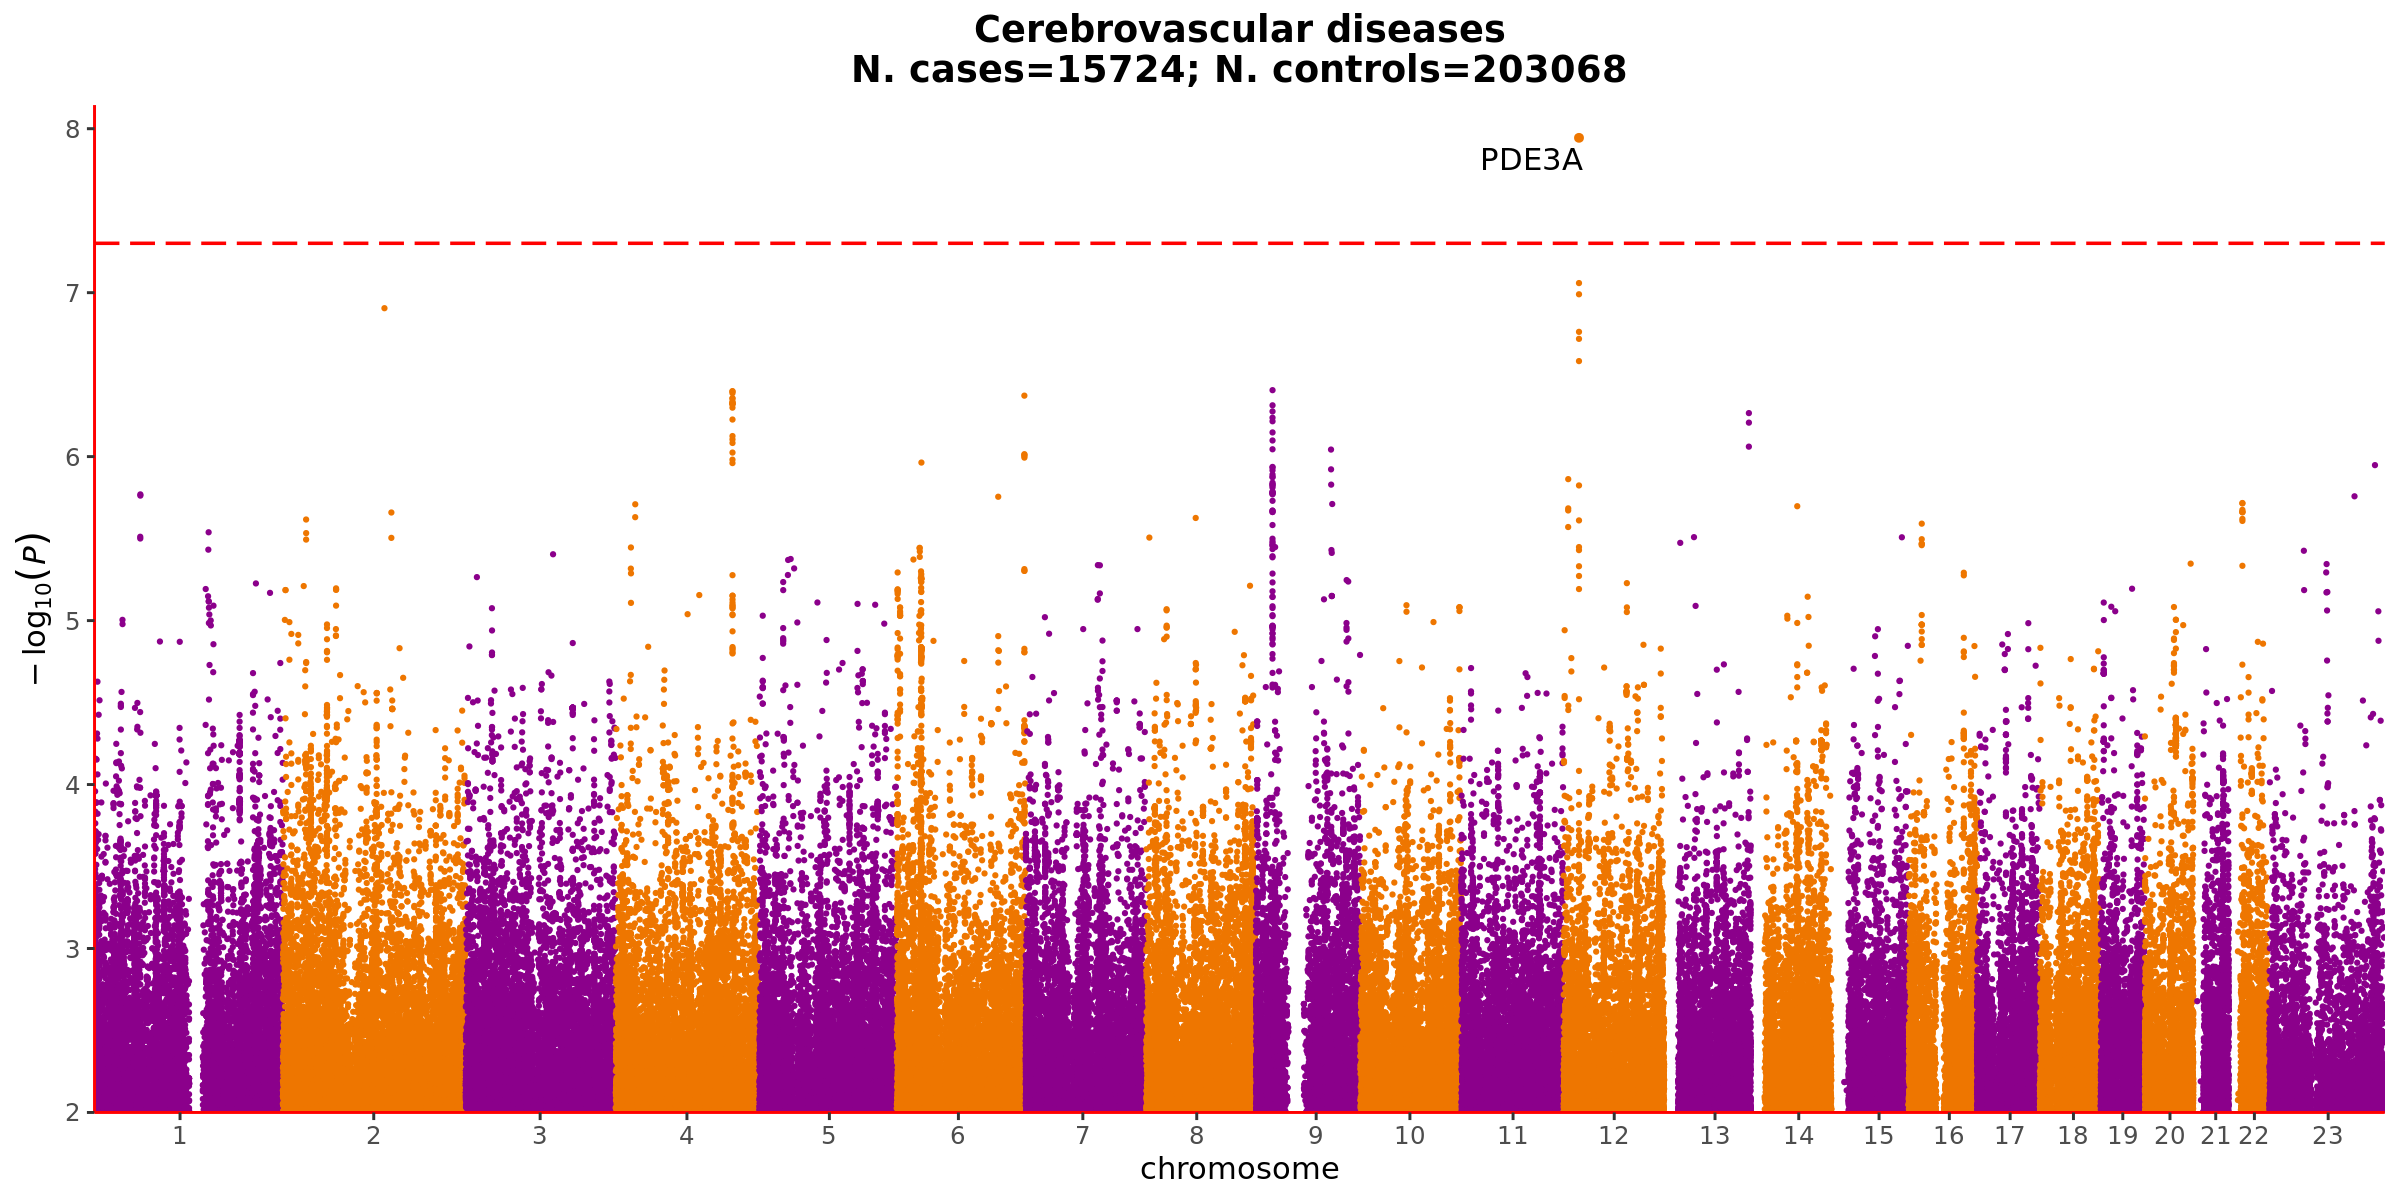 Cerebrovascular diseases
N. cases=15724; N. controls=203068
8
PDE3A
7
6
−log10(P)
5
4
3
2
1 2 3 4 5 6 7 8 9 10 11 12 13 14 15 16 17 18 19 20 21 22 23
chromosome